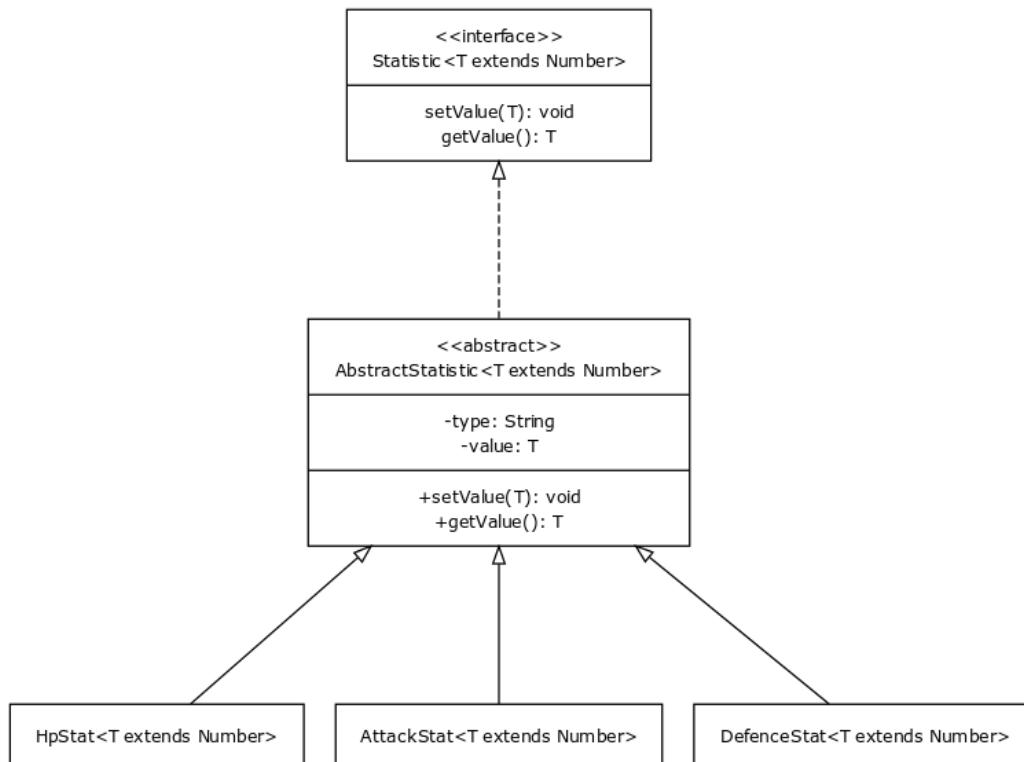 <<interface>>
Statistic<T extends Number>
setValue(T): void
getValue(): T
<<abstract>>
AbstractStatistic<T extends Number>
-type: String
-value: T
+setValue(T): void
+getValue(): T
HpStat<T extends Number>
AttackStat<T extends Number>
DefenceStat<T extends Number>